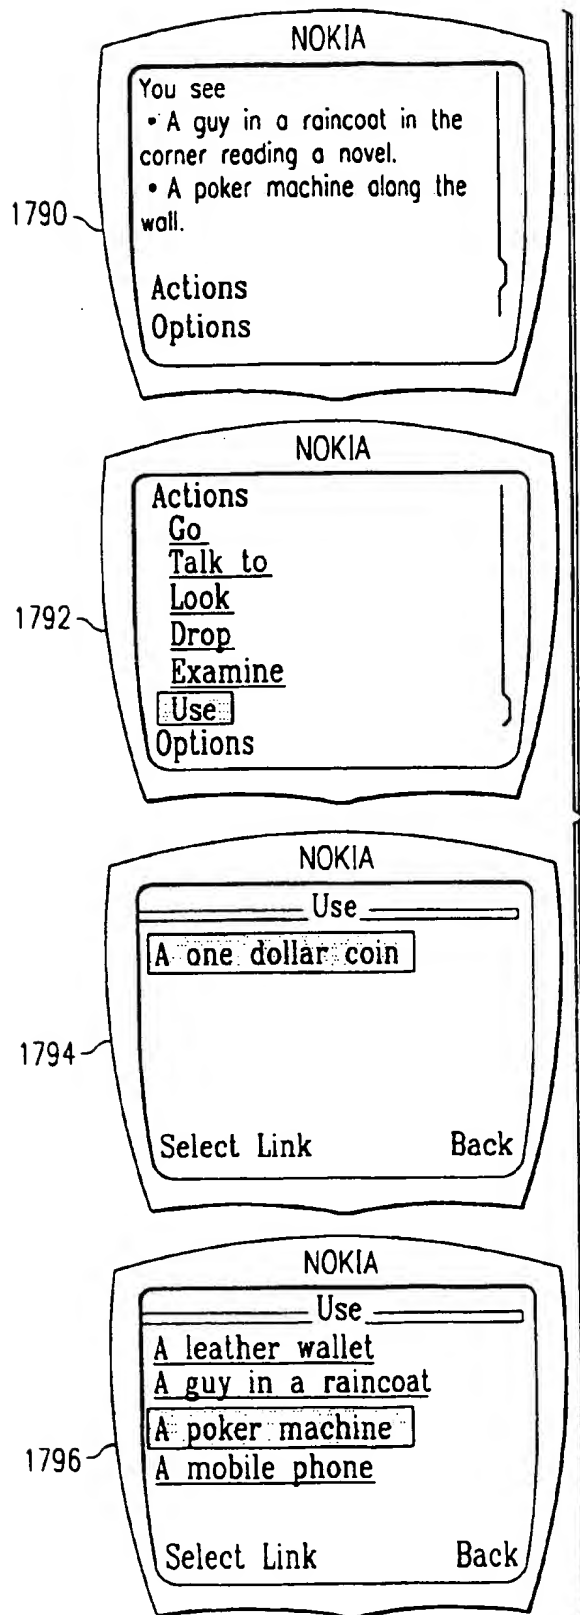 NOKIA
You see
• A guy in a raincoat in the
corner reading a novel.
• A poker machine along the
wall.
1790
Actions
Options
NOKIA
Actions
Go
Talk to
Look
1792
Drop
Examine
Use
Options
NOKIA
Use
A one dollar coin
1794
Select Link Back
NOKIA
Use
A leather wallet
A guy in a raincoat
A poker machine
1796
A mobile phone
Select Link Back